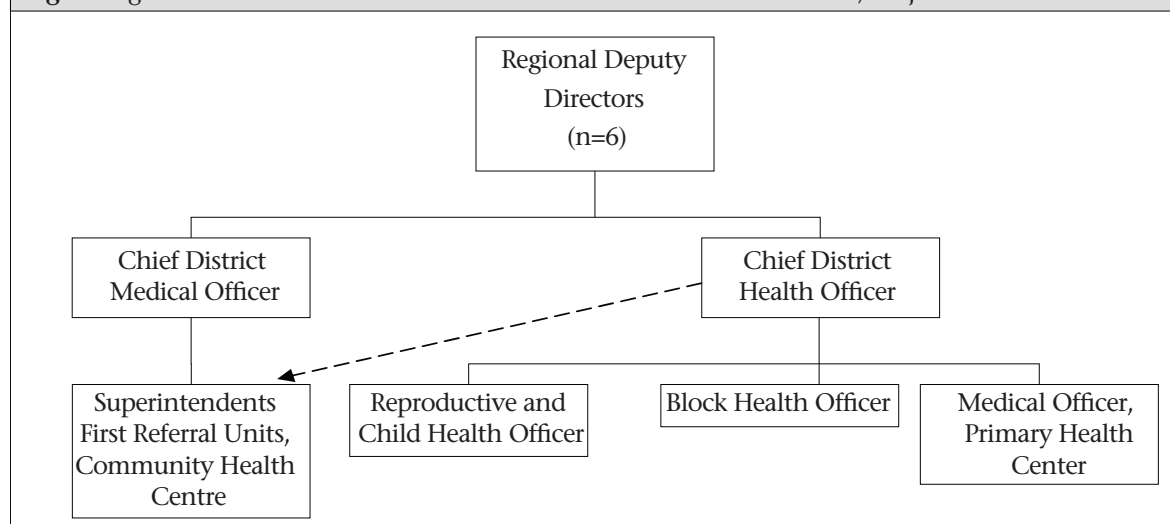 Regional Deputy
Directors
(n=6)
Chief District
Medical Officer
Chief District
Health Officer
Superintendents
First Referral Units,
Community Health
Centre
Reproductive and
Child Health Officer
Block Health Officer
Medical Officer,
Primary Health
Center